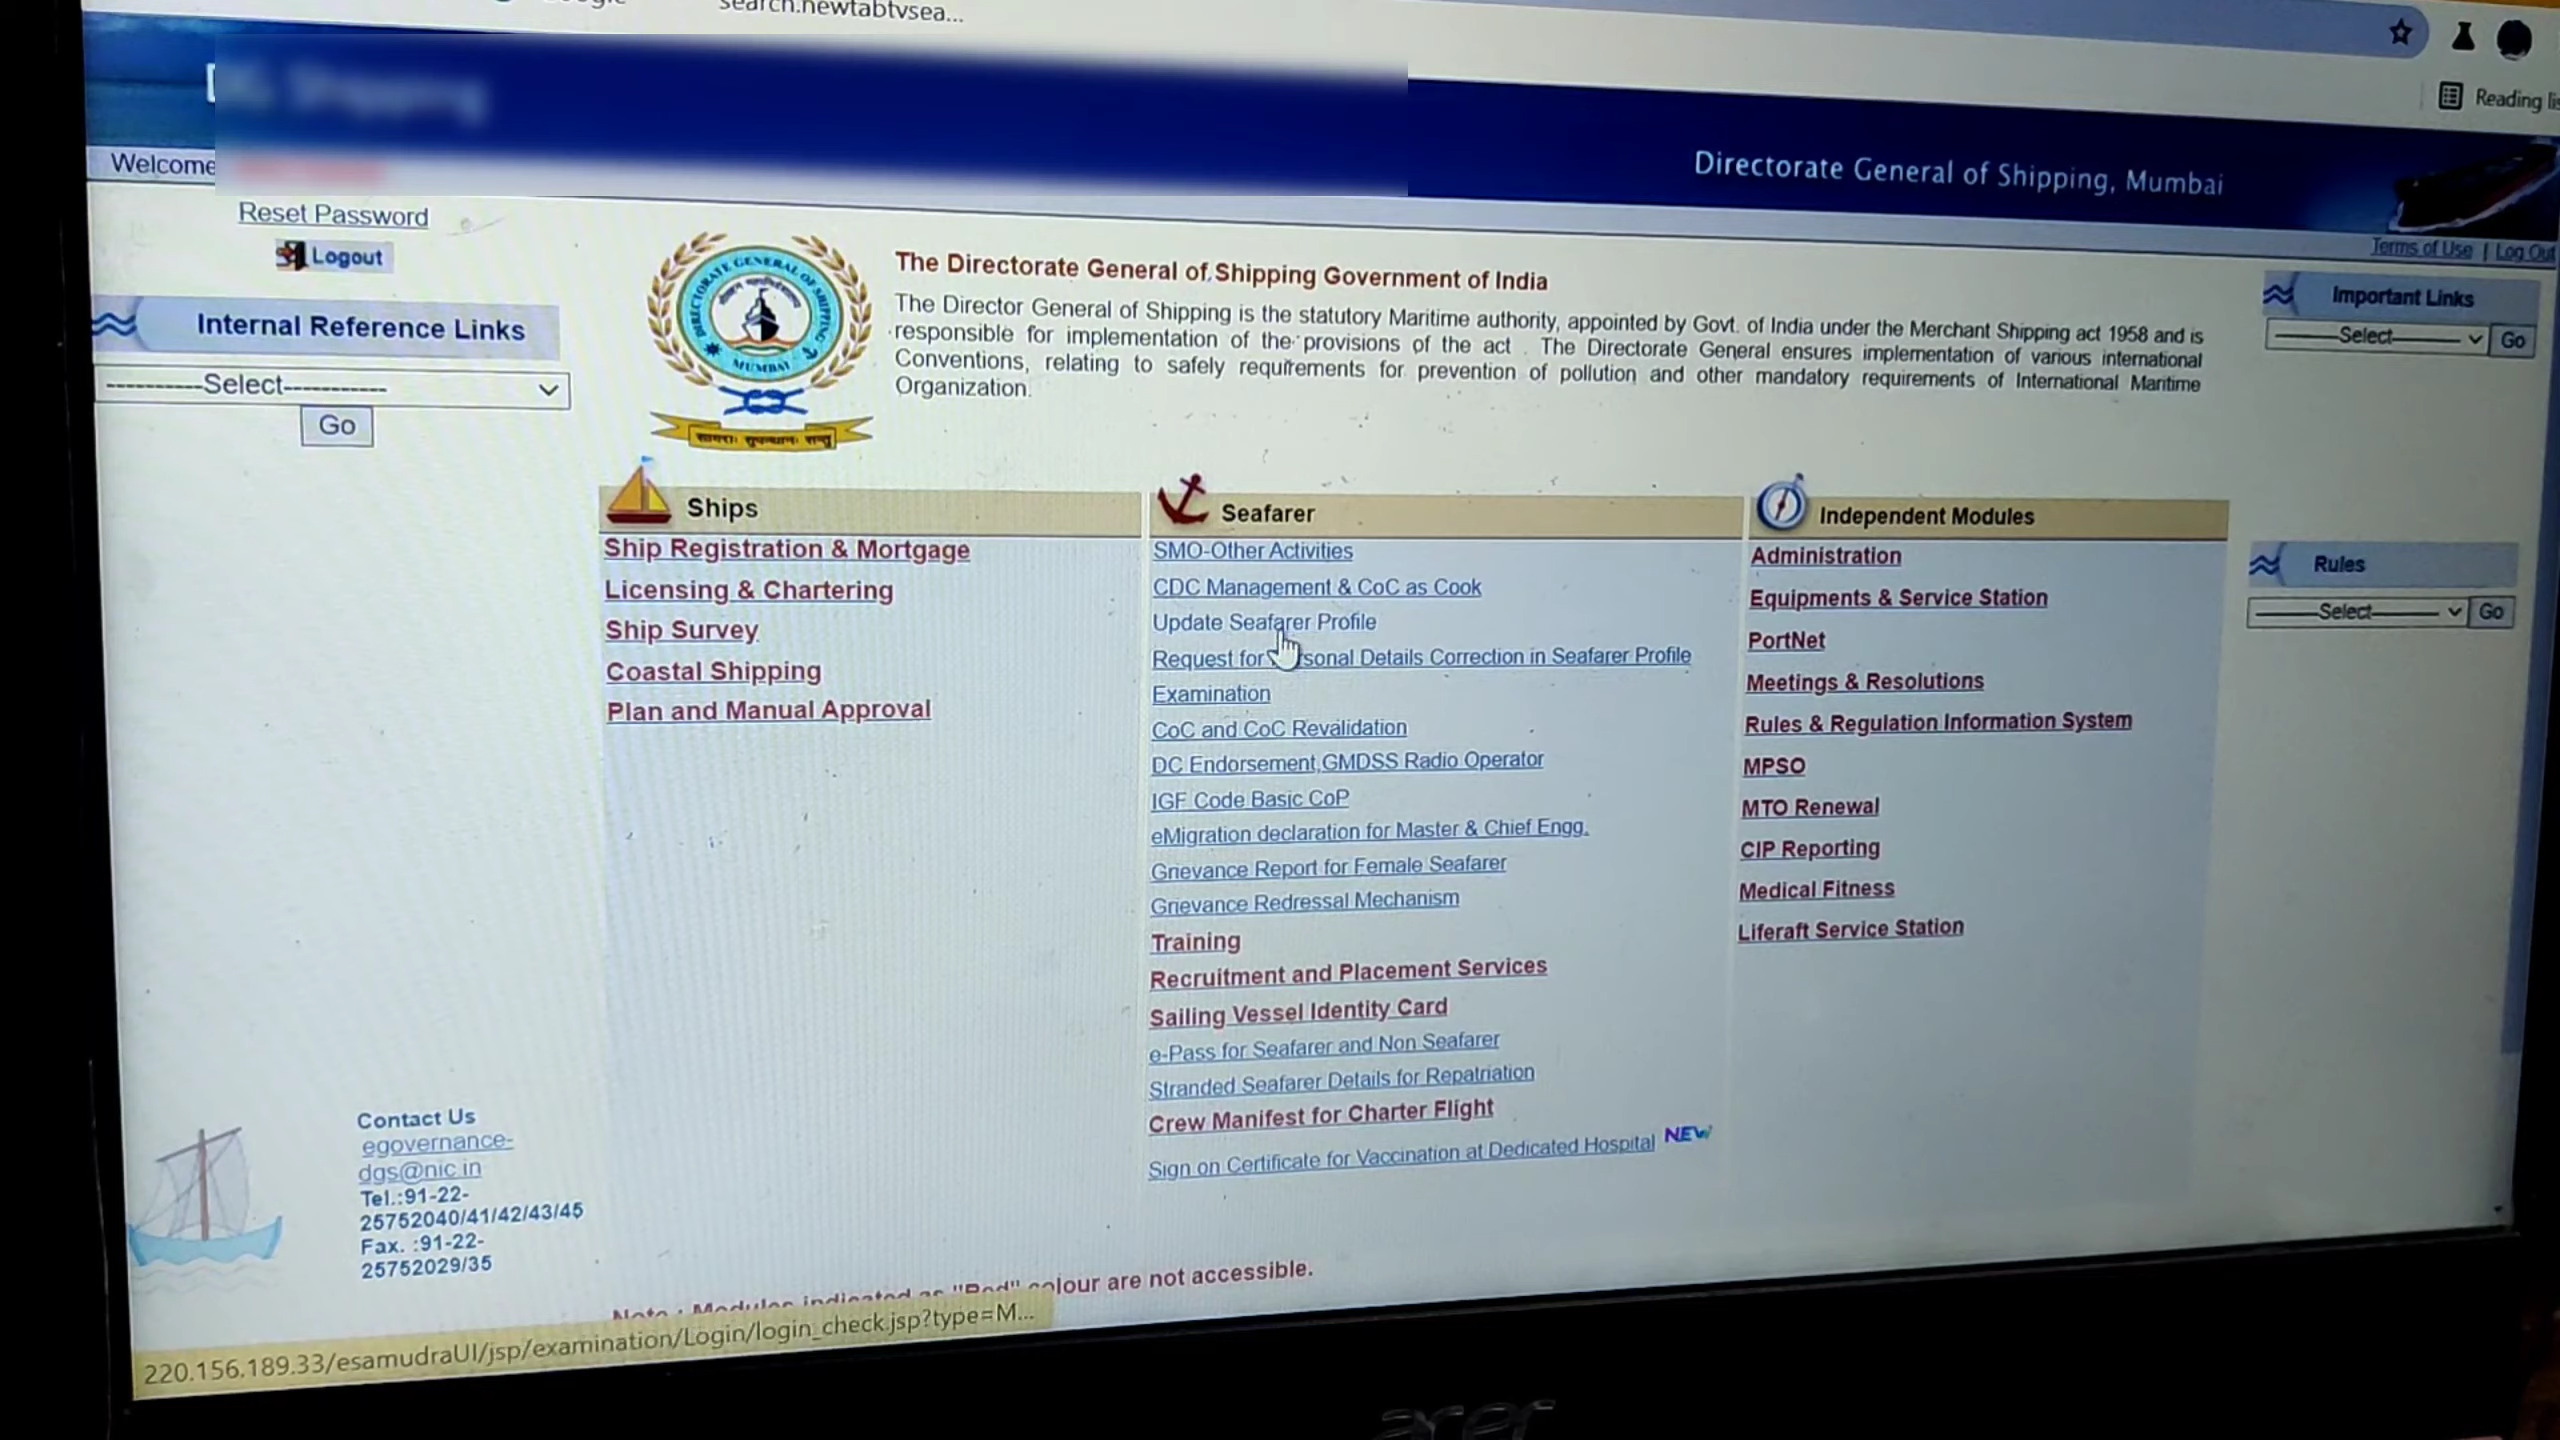 search.newtabtvsea...
Reading
Welcome
Directorate General of Shipping, Mumbai
Reset Password
Logout
Terms of Use | Log Out
Internal Reference Links
----------Select-----------
Go
DIRECTORATE GENERAL OF SHIPPING
MUMBAI
The Directorate General of Shipping Government of India
The Director General of Shipping is the statutory Maritime authority, appointed by Govt. of India under the Merchant Shipping act 1958 and is
responsible for implementation of the provisions of the act . The Directorate General ensures implementation of various international
Conventions, relating to safely requirements for prevention of pollution and other mandatory requirements of International Maritime
Organization.
Important Links
----------Select----------
Go
Ships
Ship Registration & Mortgage
Licensing & Chartering
Ship Survey
Coastal Shipping
Plan and Manual Approval
Seafarer
SMO-Other Activities
CDC Management & CoC as Cook
Update Seafarer Profile
Request for Personal Details Correction in Seafarer Profile
Examination
CoC and CoC Revalidation
DC Endorsement,GMDSS Radio Operator
IGF Code Basic CoP
eMigration declaration for Master & Chief Engg.
Grievance Report for Female Seafarer
Grievance Redressal Mechanism
Training
Recruitment and Placement Services
Sailing Vessel Identity Card
e-Pass for Seafarer and Non Seafarer
Stranded Seafarer Details for Repatriation
Crew Manifest for Charter Flight
Sign on Certificate for Vaccination at Dedicated Hospital NEW
Independent Modules
Administration
Equipments & Service Station
PortNet
Meetings & Resolutions
Rules & Regulation Information System
MPSO
MTO Renewal
CIP Reporting
Medical Fitness
Liferaft Service Station
Rules
----------Select----------
Go
Contact Us
egovernance-
dgs@nic.in
Tel.:91-22-
25752040/41/42/43/45
Fax. :91-22-
25752029/35
Note : Modules indicated as "Red" colour are not accessible.
220.156.189.33/esamudraUI/jsp/examination/Login/login_check.jsp?type=M...
acer